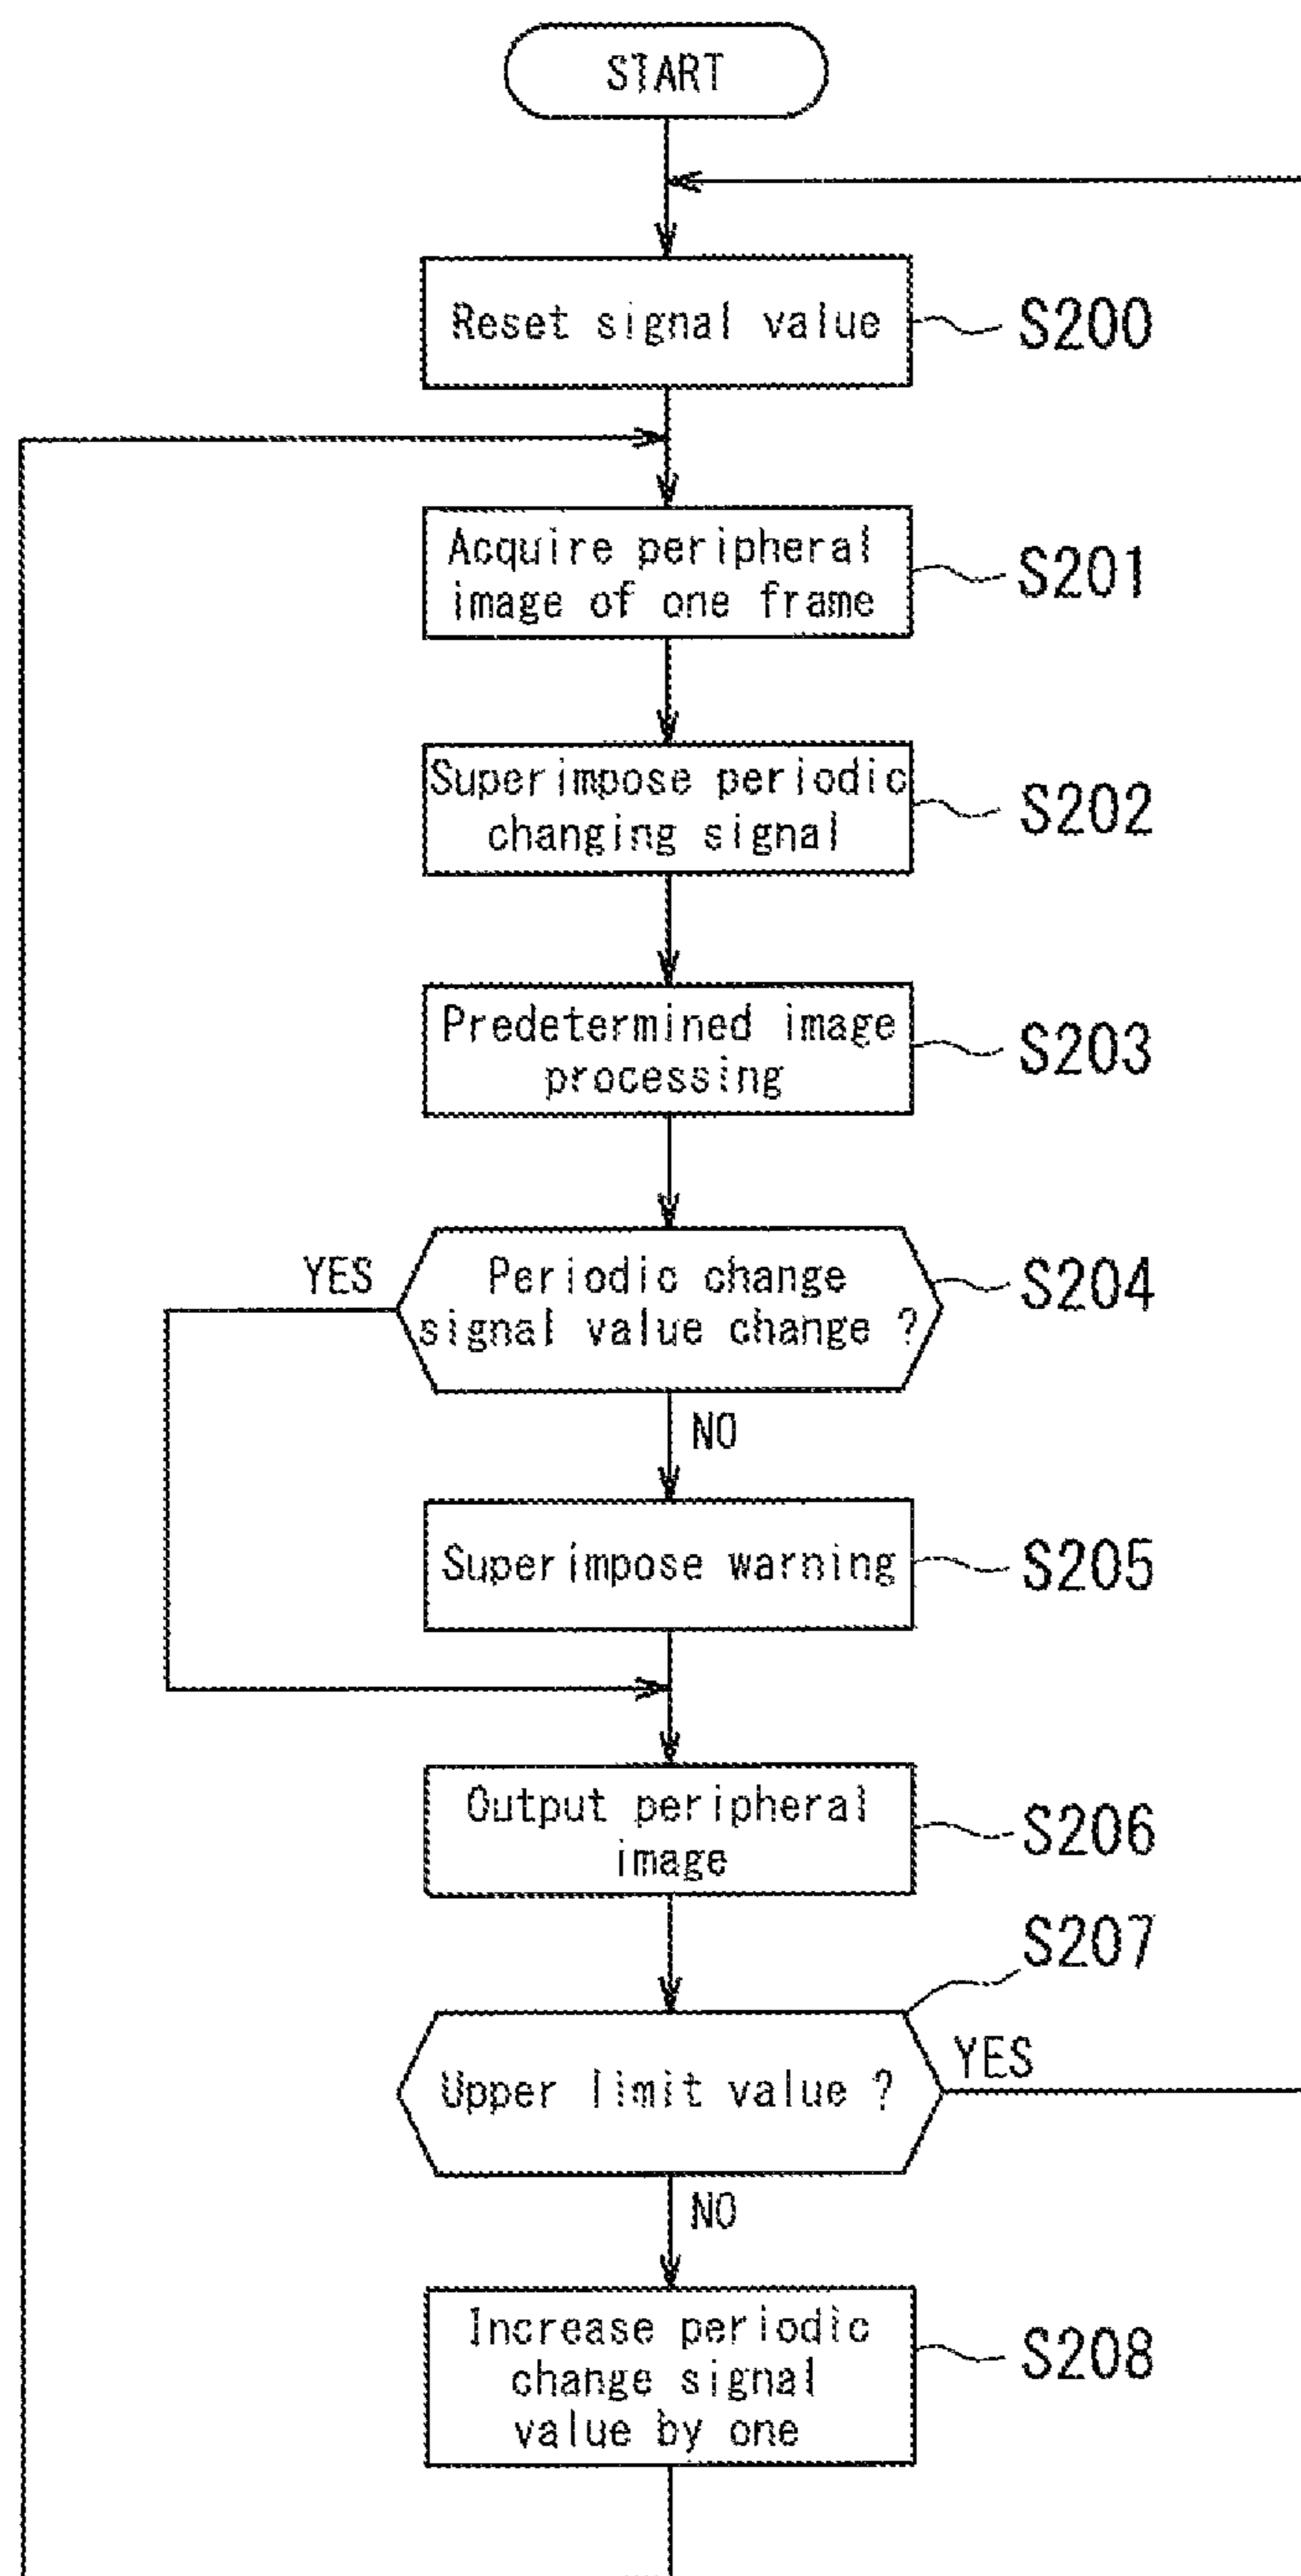 START
Reset signal value
S200
Acquire peripheral
image of one frame
S201
Superimpose periodic
changing signal
S202
Predetermined image
processing
S203
YES
Periodic change
signal value change ?
S204
NO
Superimpose warning
S205
Output peripheral
image
S206
S207
Upper limit value ?
YES
NO
Increase periodic
change signal
value by one
S208